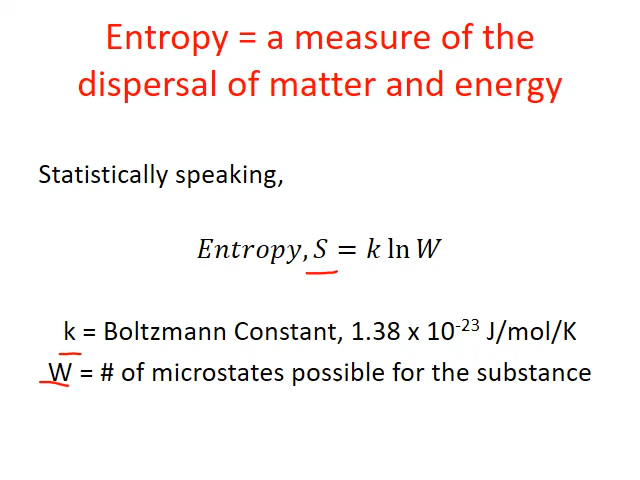 Entropy = a measure of the
dispersal of matter and energy
Statistically speaking,
Entropy, S = k ln W
k = Boltzmann Constant, 1.38 x 10⁻²³ J/mol/K
W = # of microstates possible for the substance